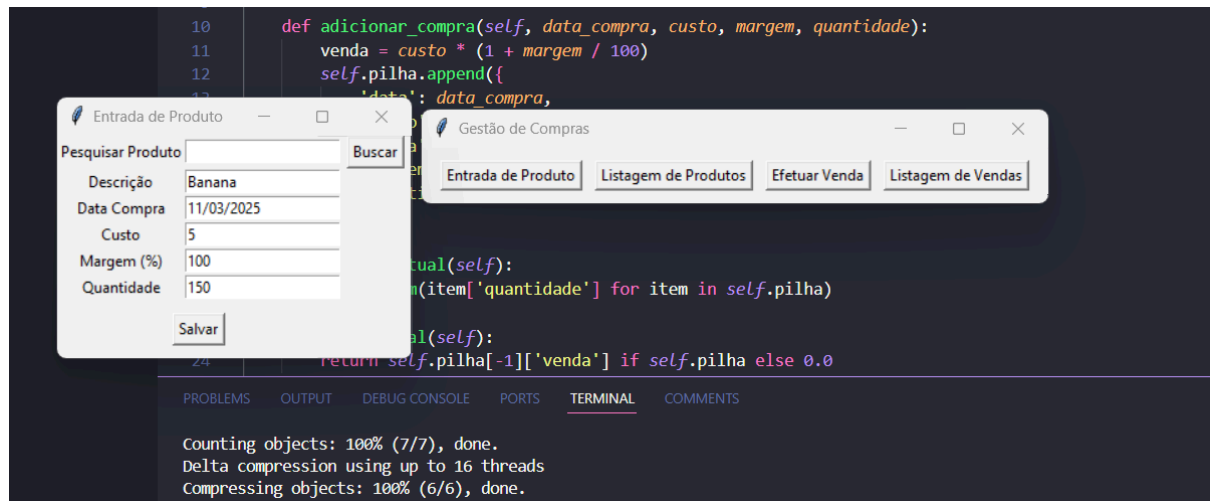 10 def adicionar_compra(self, data_compra, custo, margem, quantidade):
11 venda = custo * (1 + margem / 100)
12 self.pilha.append({
'data': data_compra,
Entrada de Produto
Pesquisar Produto Buscar
Descrição Banana
Data Compra 11/03/2025
Custo 5
Margem (%) 100
Quantidade 150
Salvar
Gestão de Compras
Entrada de Produto Listagem de Produtos Efetuar Venda Listagem de Vendas
(self):
(item['quantidade'] for item in self.pilha)
(self):
24 return self.pilha[-1]['venda'] if self.pilha else 0.0
PROBLEMS OUTPUT DEBUG CONSOLE PORTS TERMINAL COMMENTS
Counting objects: 100% (7/7), done.
Delta compression using up to 16 threads
Compressing objects: 100% (6/6), done.